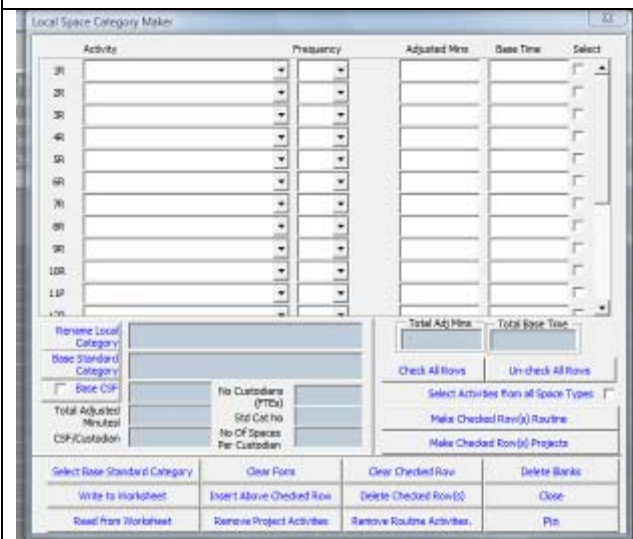 Local Space Category Maker
Activity Frequency Adjusted Mins Base Time Select
1R
2R
3R
4R
5R
6R
7R
8R
9R
10R
11P
Rename Local Category
Total Adj Mins Total Base Time
Base Standard Category
Check All Rows Un-check All Rows
Base CSF
No Custodians (FTEs)
Select Activities from all Space Types
Total Adjusted Minutes
Std Cat No
Make Checked Row(s) Routine
CSF/Custodian
No Of Spaces Per Custodian
Make Checked Row(s) Projects
Select Base Standard Category Clear Form Clear Checked Row Delete Blanks
Write to Worksheet Insert Above Checked Row Delete Checked Row(s) Close
Read from Worksheet Remove Project Activities Remove Routine Activities. Pin